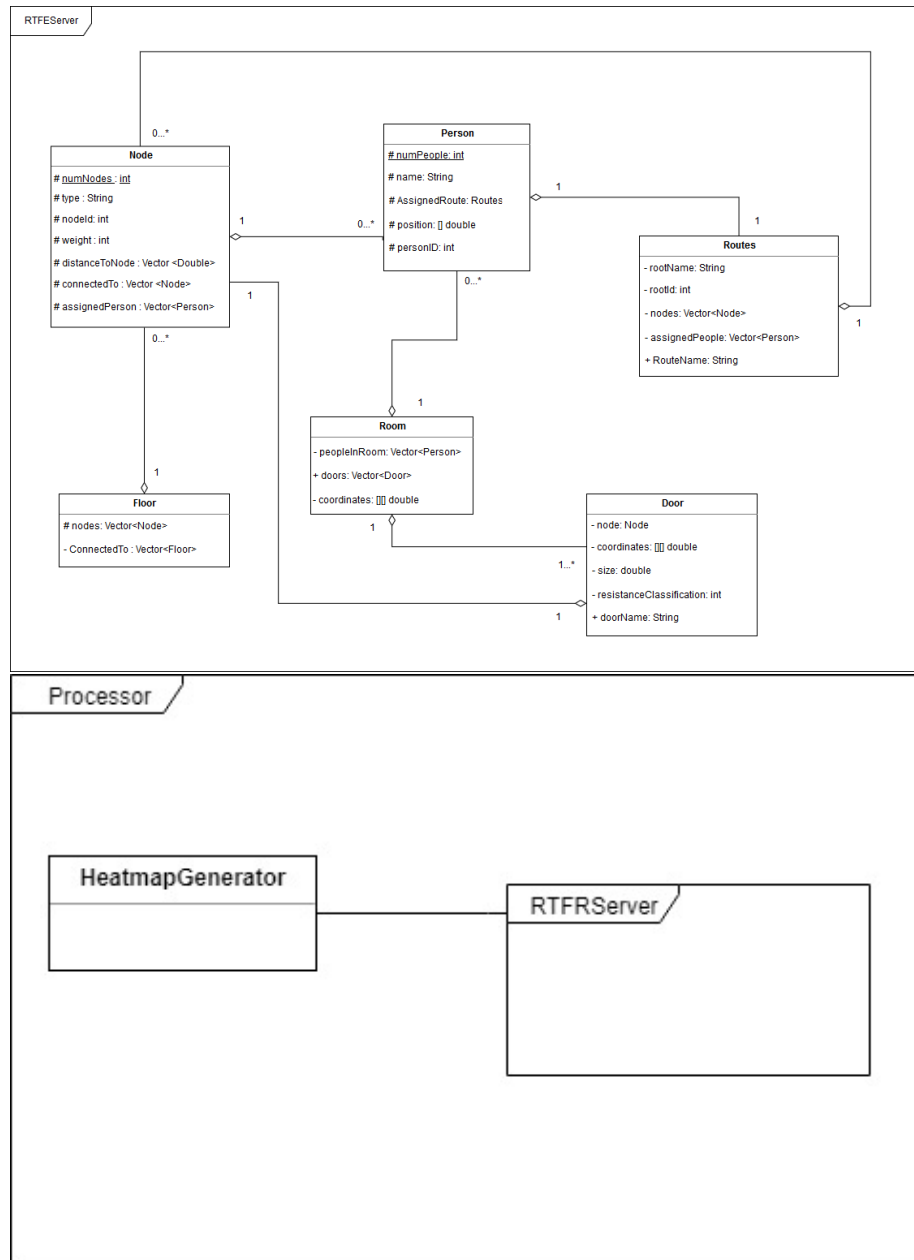 RTFEServer
0...*
Node
# numNodes : int
# type : String
# nodeId: int
# weight : int
# distanceToNode : Vector <Double>
# connectedTo : Vector <Node>
# assignedPerson : Vector<Person>
1
0...*
1
0...*
Person
# numPeople: int
# name: String
# AssignedRoute: Routes
# position: [] double
# personID: int
1
0...*
1
Routes
- rootName: String
- rootId: int
- nodes: Vector<Node>
- assignedPeople: Vector<Person>
+ RouteName: String
1
1
Room
- peopleInRoom: Vector<Person>
+ doors: Vector<Door>
- coordinates: [][] double
1
1
Floor
# nodes: Vector<Node>
- ConnectedTo : Vector<Floor>
Door
- node: Node
- coordinates: [][] double
- size: double
- resistanceClassification: int
+ doorName: String
1...*
1
Processor
HeatmapGenerator
RTFRServer